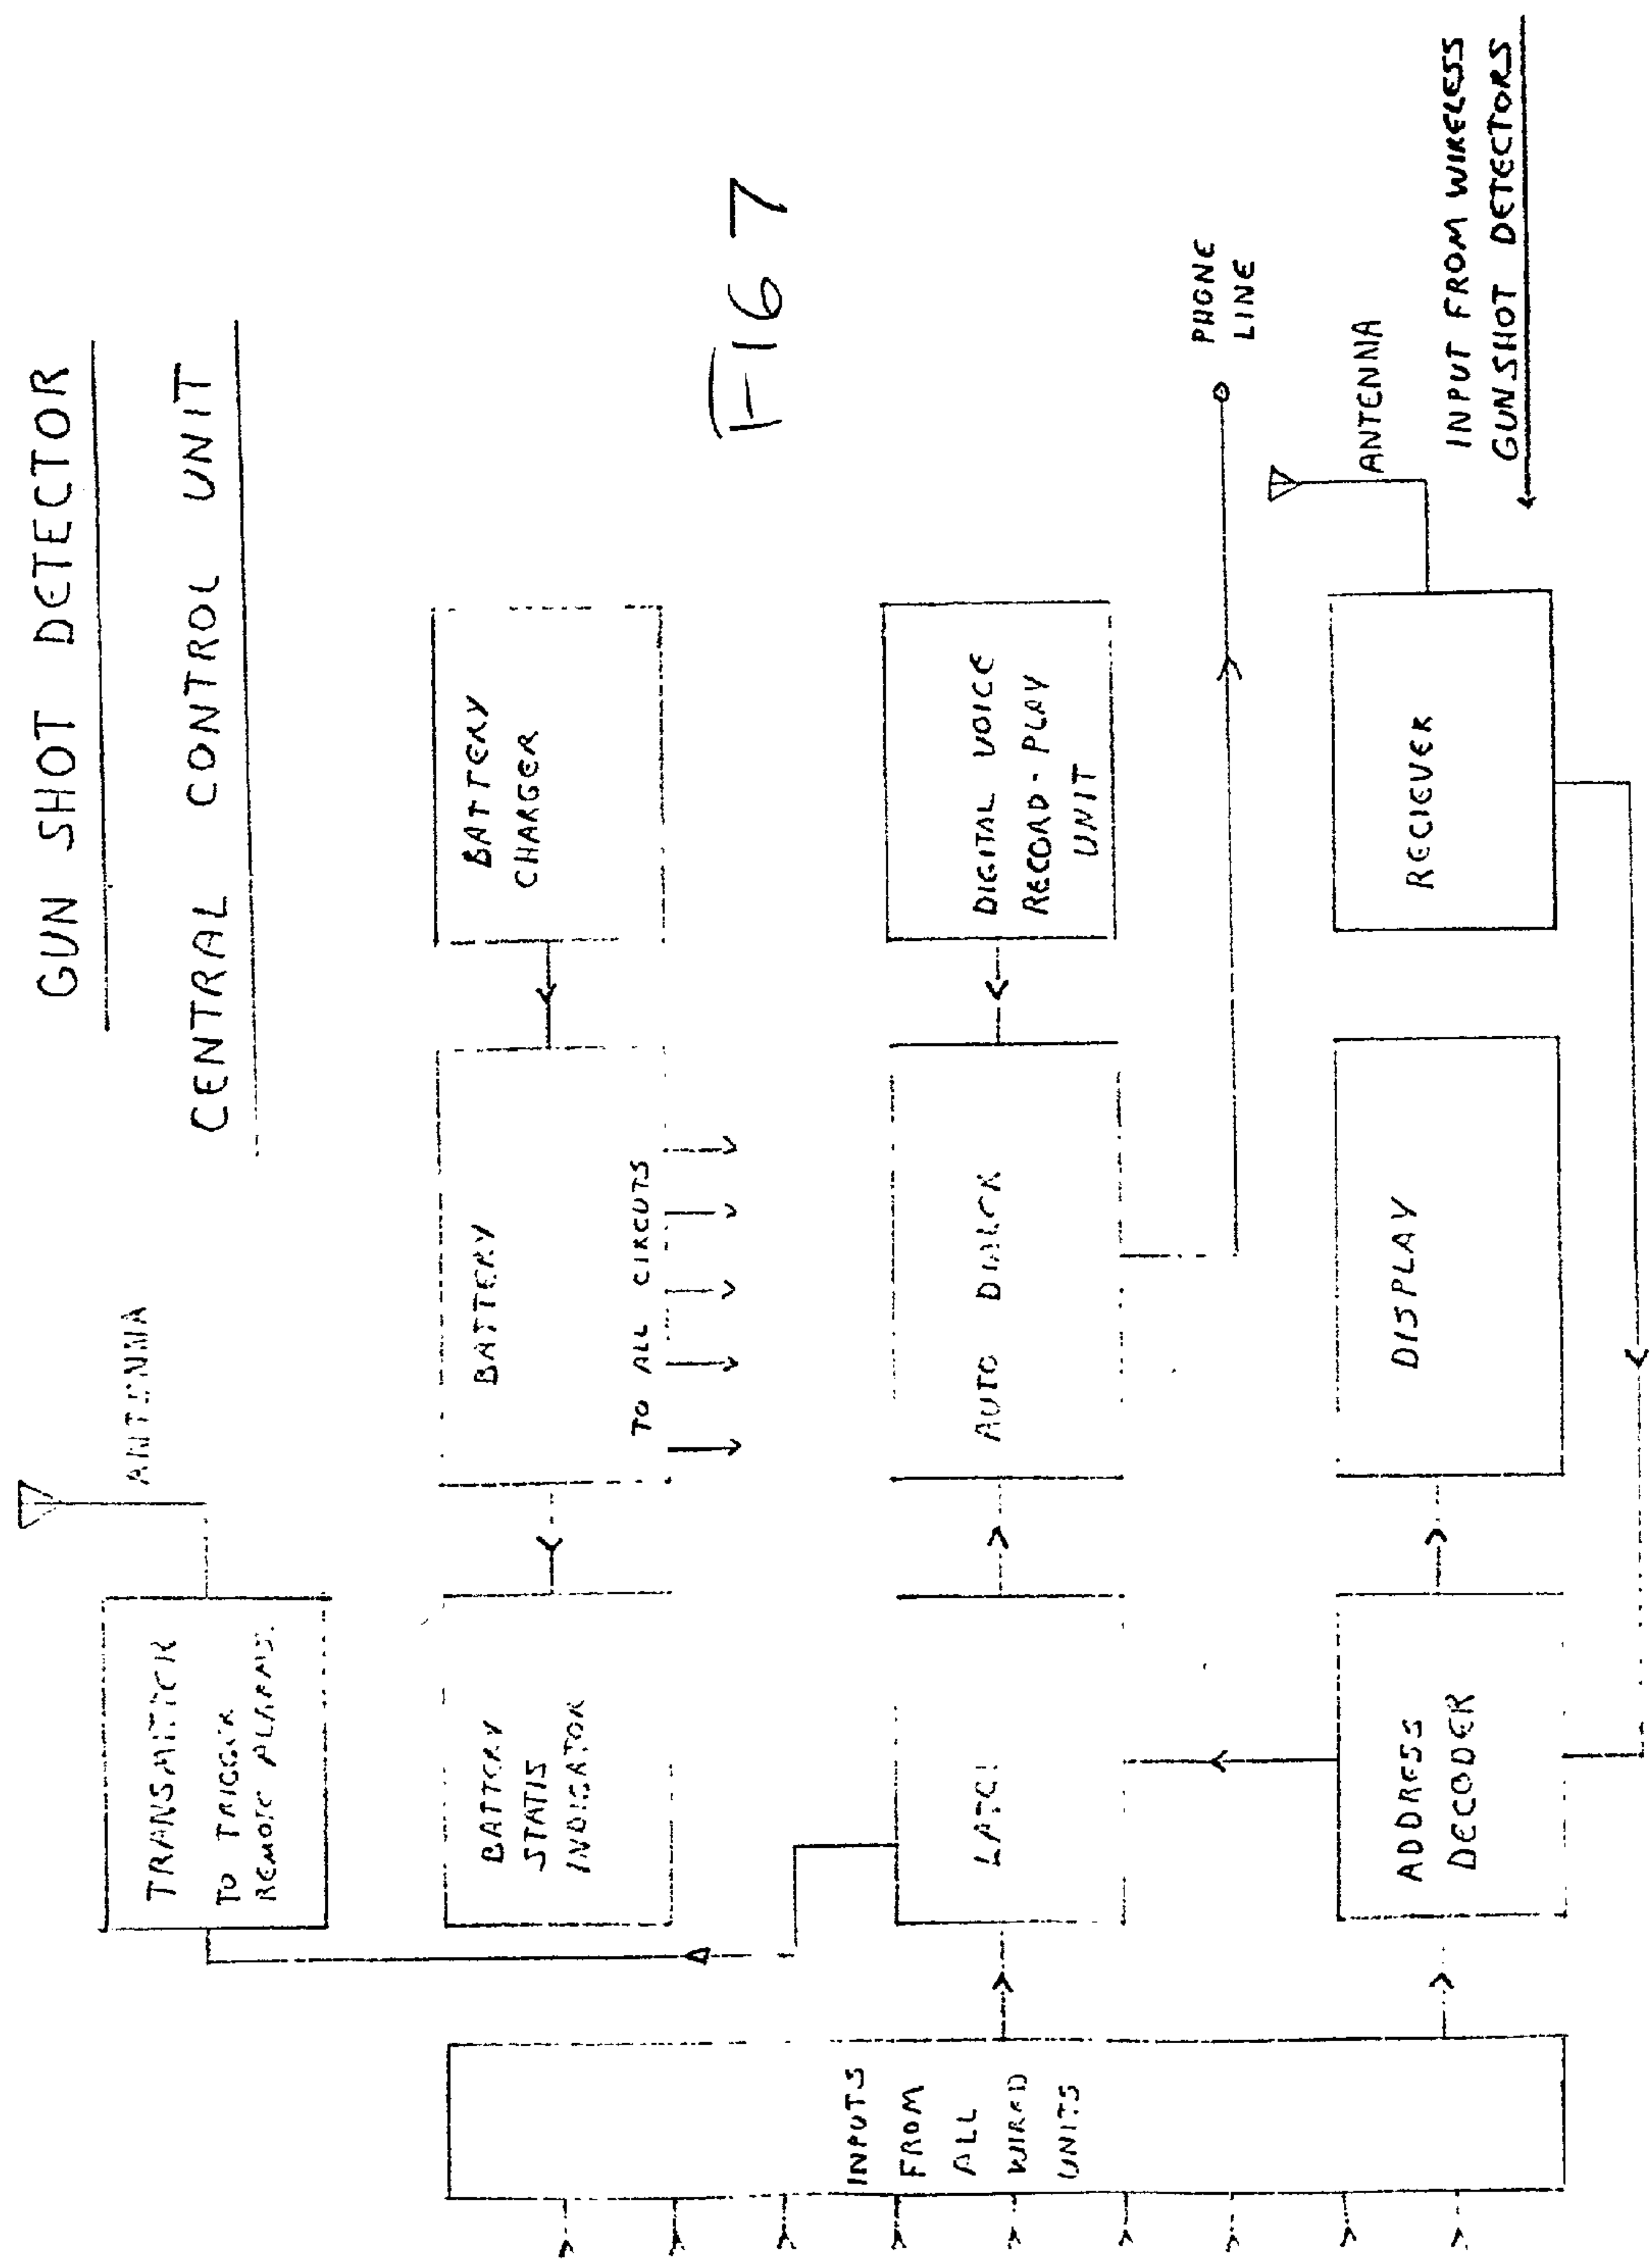 GUN SHOT DETECTOR
CENTRAL CONTROL UNIT
FIG 7
ANTENNA
TRANSMITTER
TO TRIGGER
REMOTE ALARMS.
BATTERY
STATIS
INDICATOR
BATTERY
TO ALL CIRCUTS
BATTERY
CHARGER
INPUTS
FROM
ALL
WIRED
UNITS
LATCH
AUTO DIALER
DIGITAL VOICE
RECORD-PLAY
UNIT
PHONE
LINE
ADDRESS
DECODER
DISPLAY
RECIEVER
ANTENNA
INPUT FROM WIRELESS
GUNSHOT DETECTORS